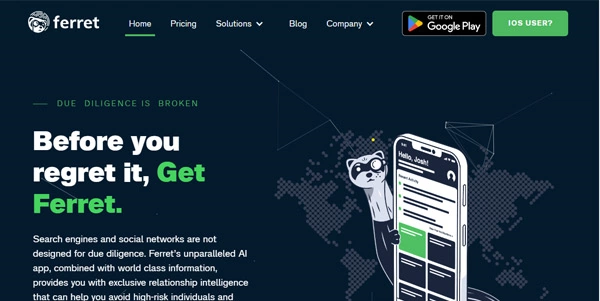 ferret
Home
Pricing
Solutions
Blog
Company
GET IT ON
Google Play
IOS USER?
DUE DILIGENCE IS BROKEN
Before you
regret it, Get
Ferret.
Hello, Josh!
Search engines and social networks are not
designed for due diligence. Ferret's unparalleled AI
app, combined with world class information,
provides you with exclusive relationship intelligence
that can help you avoid high-risk individuals and